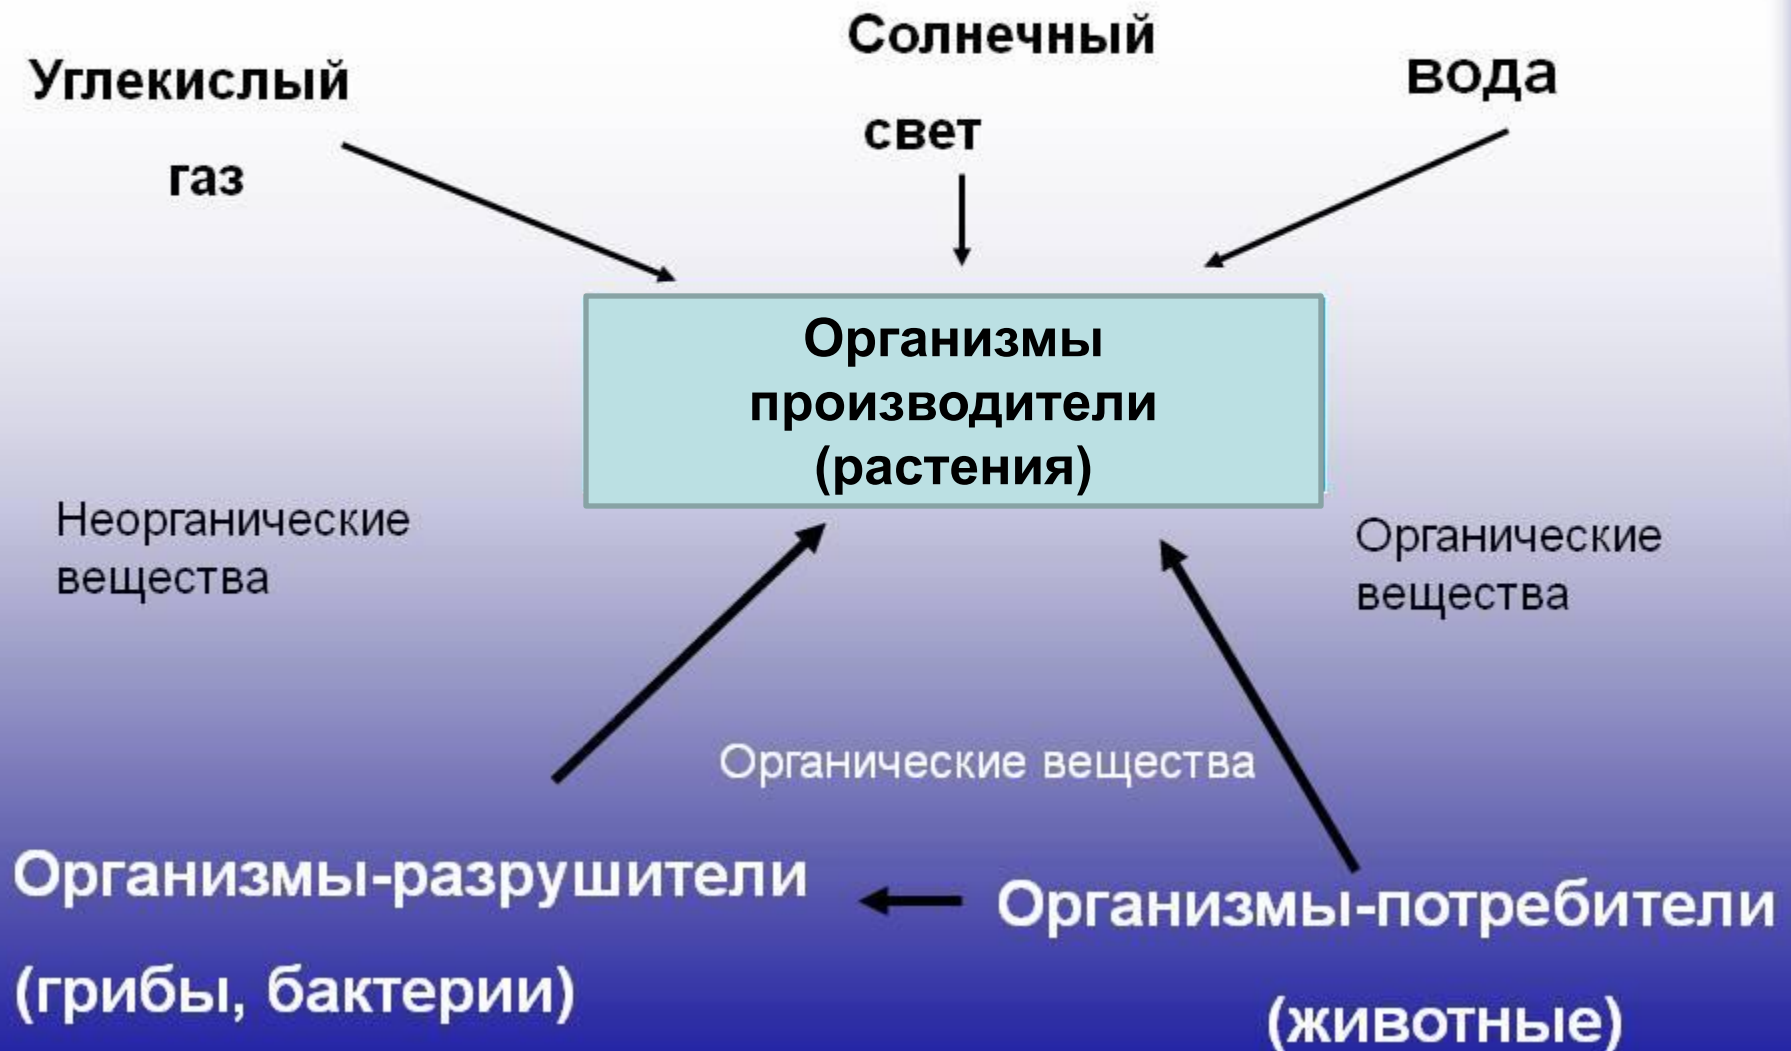 Углекислый
газ
Солнечный
свет
вода
Организмы
производители
(растения)
Неорганические
вещества
Органические
вещества
Органические вещества
Организмы-разрушители
(грибы, бактерии)
Организмы-потребители
(животные)